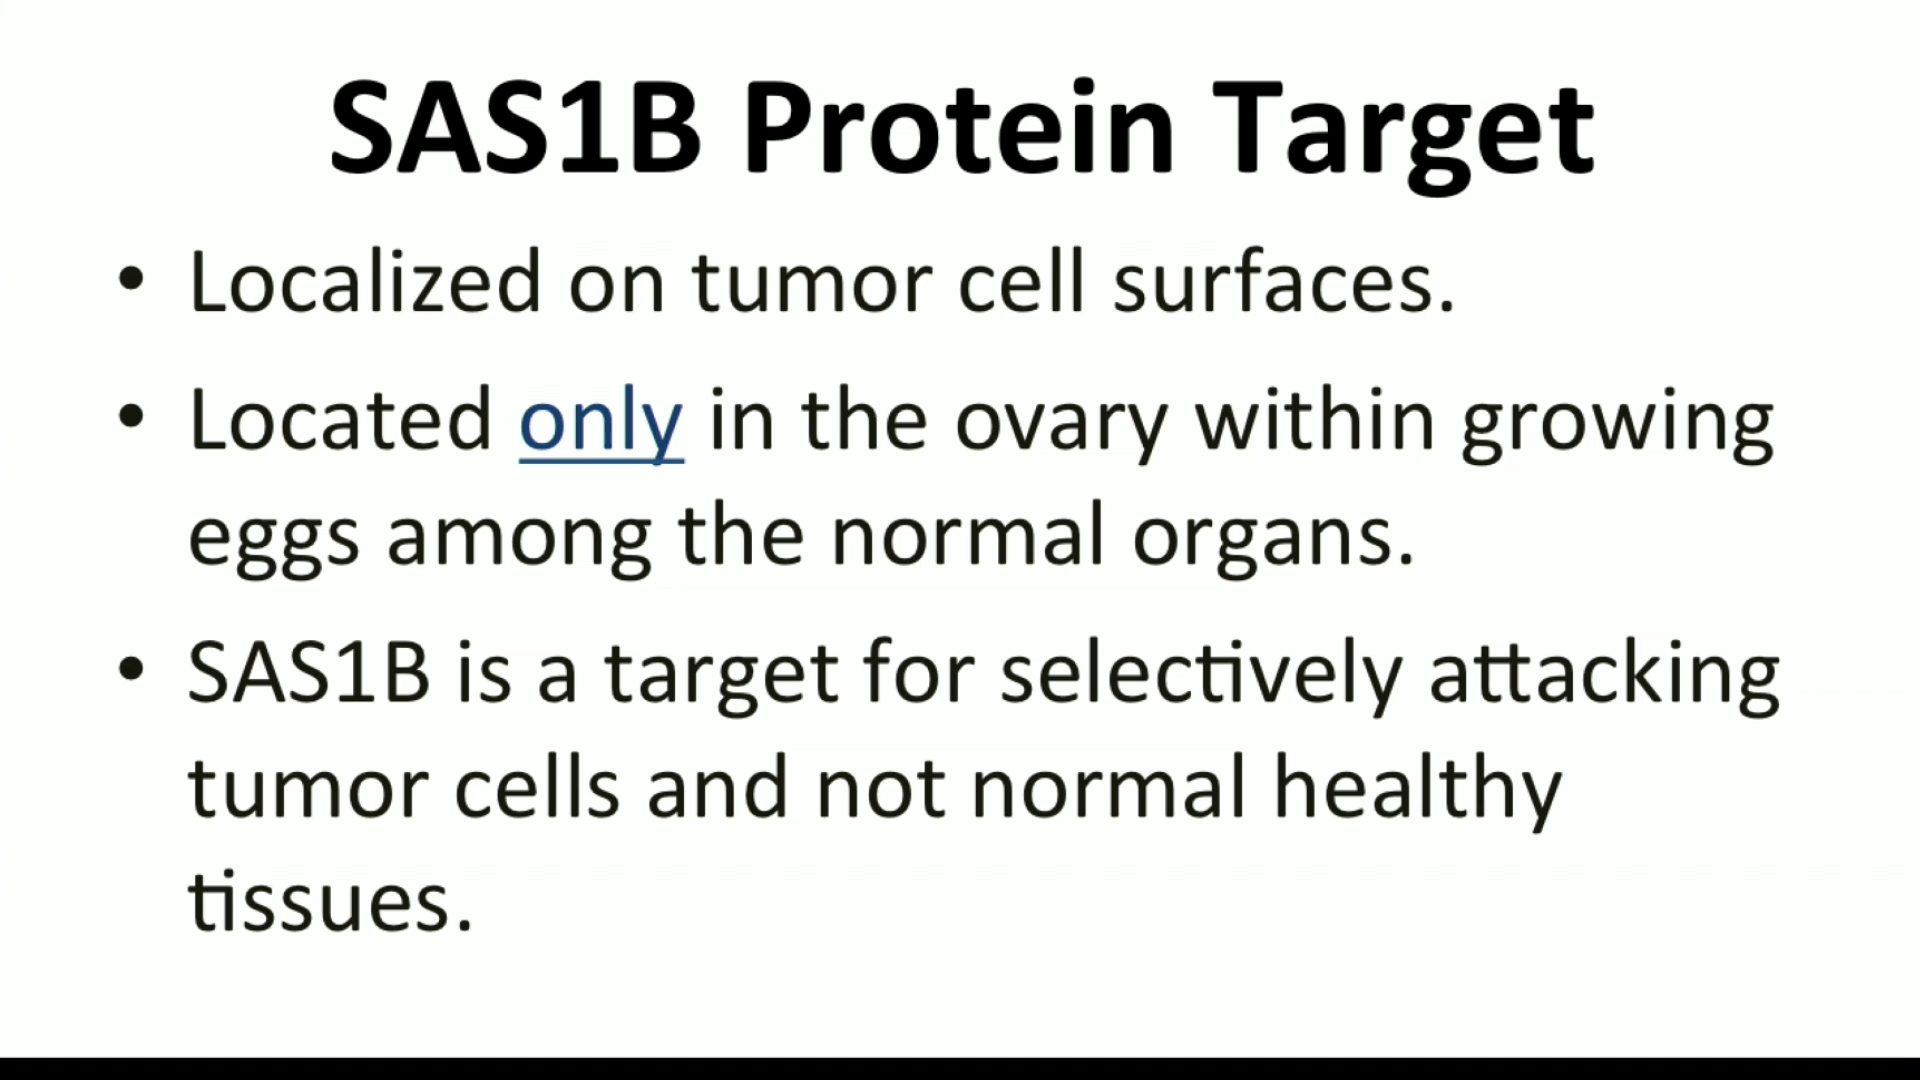 SAS1B Protein Target
• Localized on tumor cell surfaces.
• Located only in the ovary within growing
eggs among the normal organs.
• SAS1B is a target for selectively attacking
tumor cells and not normal healthy
tissues.